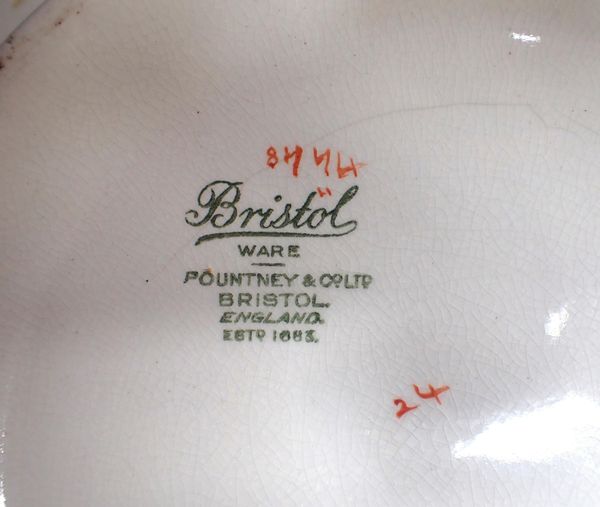 Bristol
WARE
POUNTNEY & CO LTD
BRISTOL.
ENGLAND.
ESTD 1683.
24